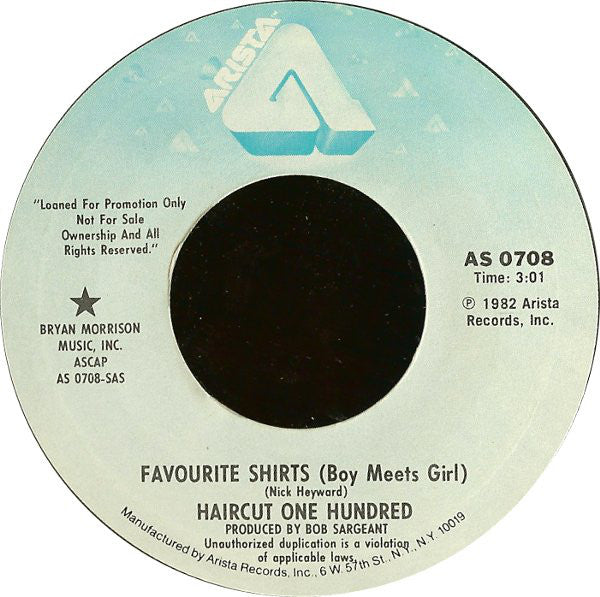 ARISTA
"Loaned For Promotion Only
Not For Sale
Ownership And All
Rights Reserved."
★
BRYAN MORRISON
MUSIC, INC.
ASCAP
AS 0708-SAS
AS 0708
Time: 3:01
℗ 1982 Arista
Records, Inc.
FAVOURITE SHIRTS (Boy Meets Girl)
(Nick Heyward)
HAIRCUT ONE HUNDRED
PRODUCED BY BOB SARGEANT
Unauthorized duplication is a violation
of applicable laws.
Manufactured by Arista Records, Inc., 6 W. 57th St., N.Y., N.Y. 10019